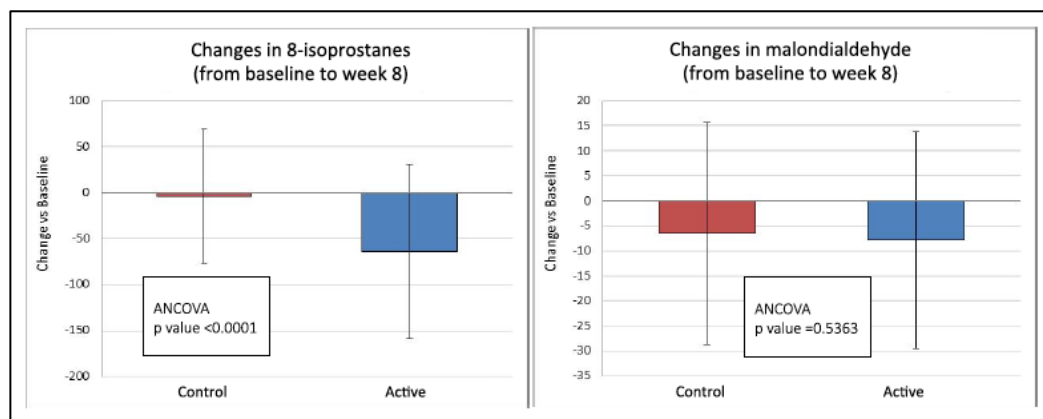 Changes in 8-isoprostanes
(from baseline to week 8)
100
50
0
-50
-100
-150
-200
Change vs Baseline
ANCOVA
p value <0.0001
Control
Active
Changes in malondialdehyde
(from baseline to week 8)
20
15
10
5
0
-5
-10
-15
-20
-25
-30
-35
Change vs Baseline
ANCOVA
p value =0.5363
Control
Active